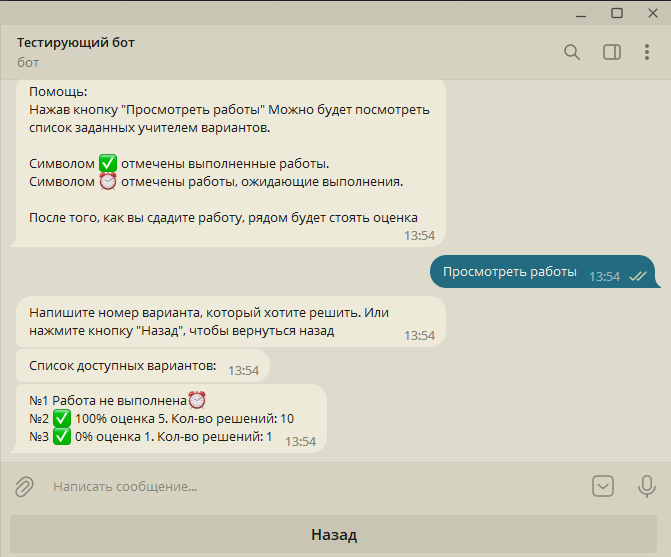 Тестирующий бот
бот
Помощь:
Нажав кнопку "Просмотреть работы" Можно будет посмотреть
список заданных учителем вариантов.
Символом ✅ отмечены выполненные работы.
Символом ⏰ отмечены работы, ожидающие выполнения.
После того, как вы сдадите работу, рядом будет стоять оценка
13:54
Просмотреть работы 13:54
Напишите номер варианта, который хотите решить. Или
нажмите кнопку "Назад", чтобы вернуться назад 13:54
Список доступных вариантов: 13:54
№1 Работа не выполнена⏰
№2 ✅ 100% оценка 5. Кол-во решений: 10
№3 ✅ 0% оценка 1. Кол-во решений: 1 13:54
Написать сообщение...
Назад